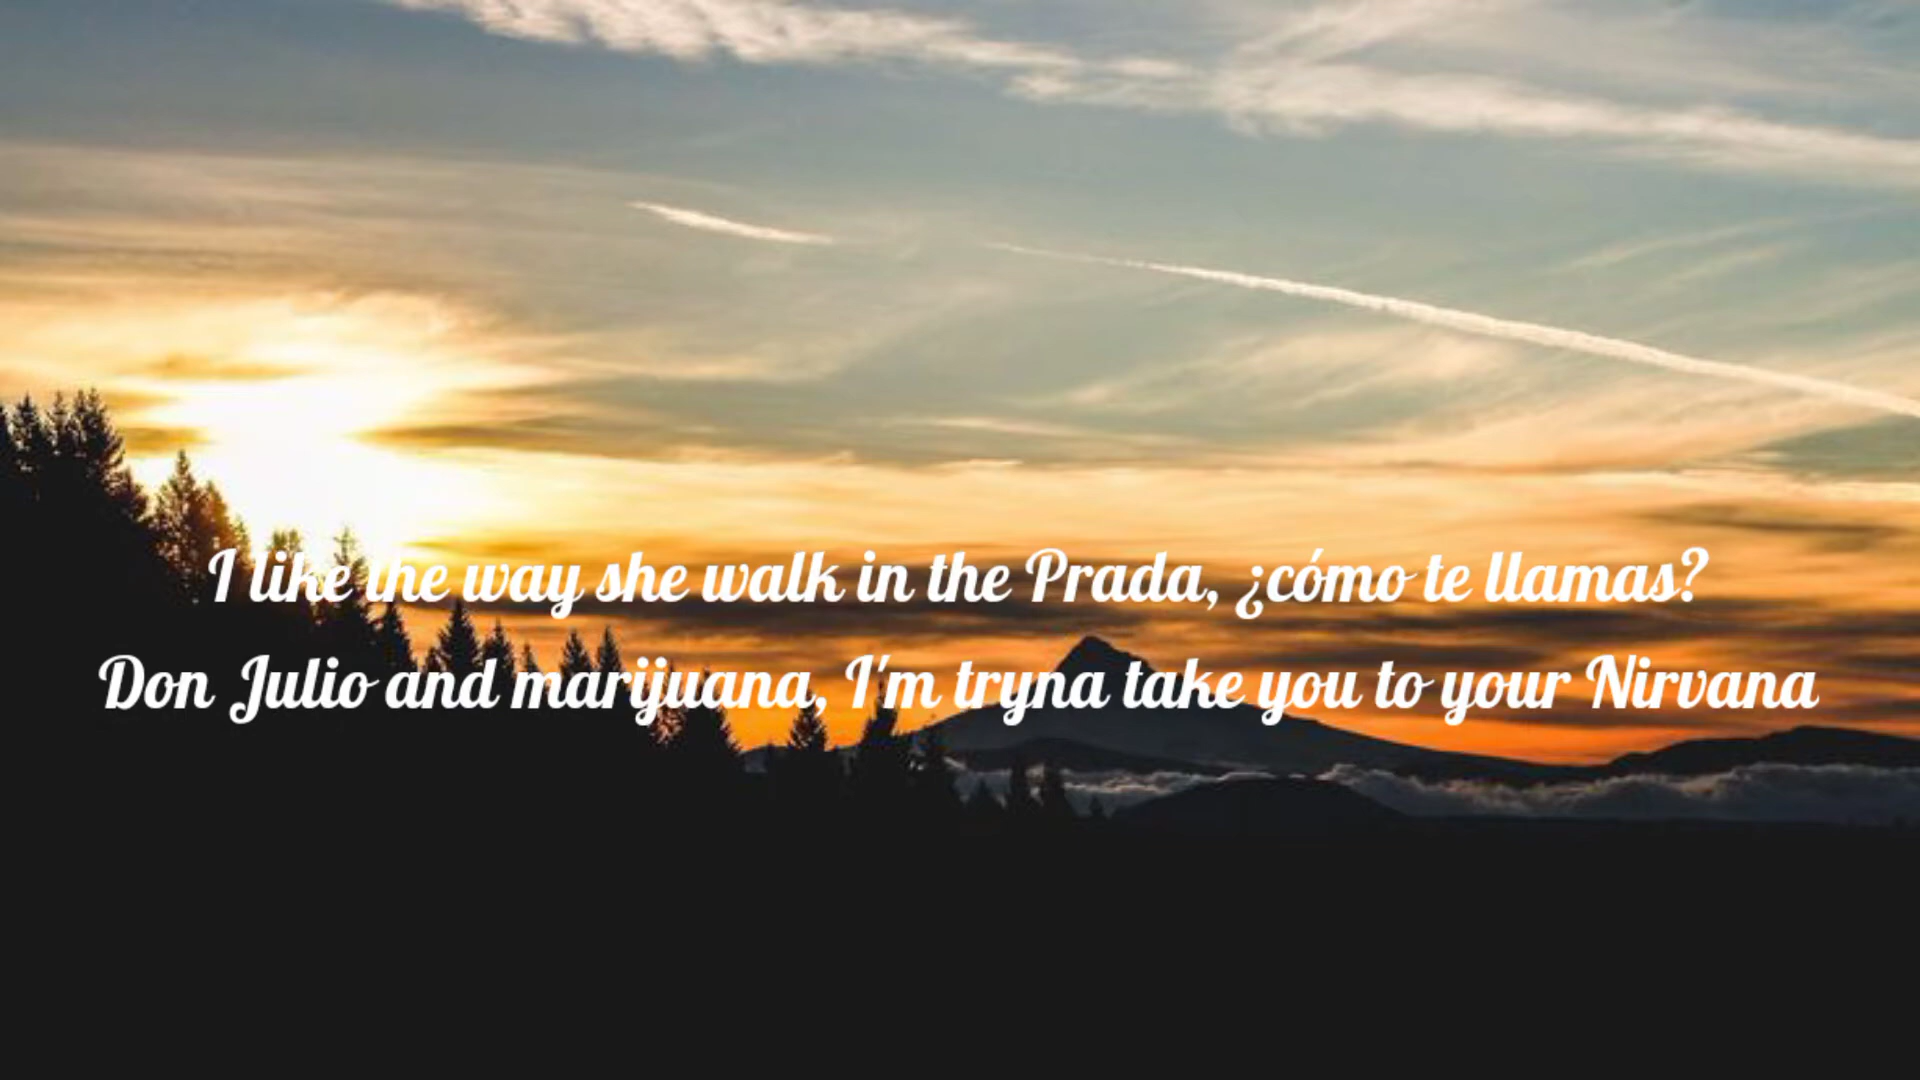 I like the way she walk in the Prada, ¿cómo te llamas?
Don Julio and marijuana, I'm tryna take you to your Nirvana